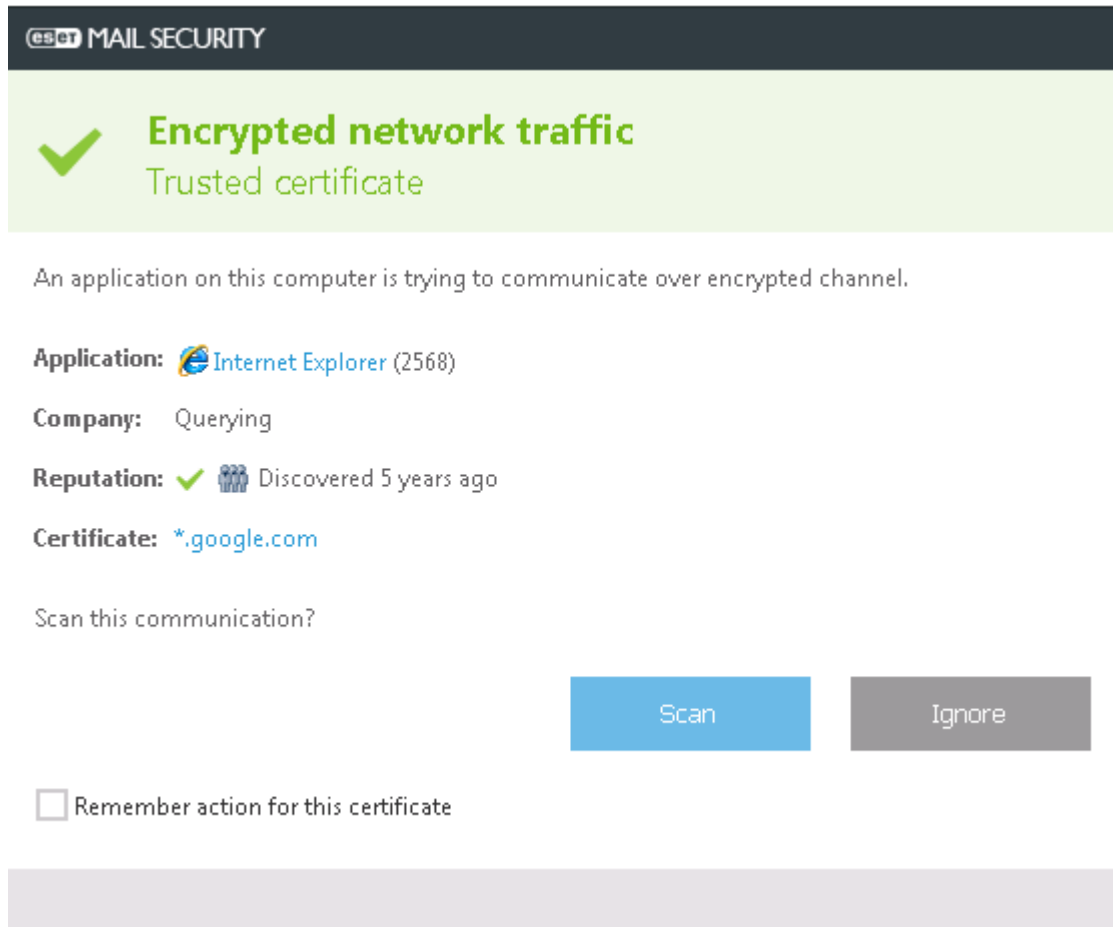 eset MAIL SECURITY
Encrypted network traffic
Trusted certificate
An application on this computer is trying to communicate over encrypted channel.
Application: Internet Explorer (2568)
Company: Querying
Reputation: Discovered 5 years ago
Certificate: *.google.com
Scan this communication?
Scan Ignore
Remember action for this certificate